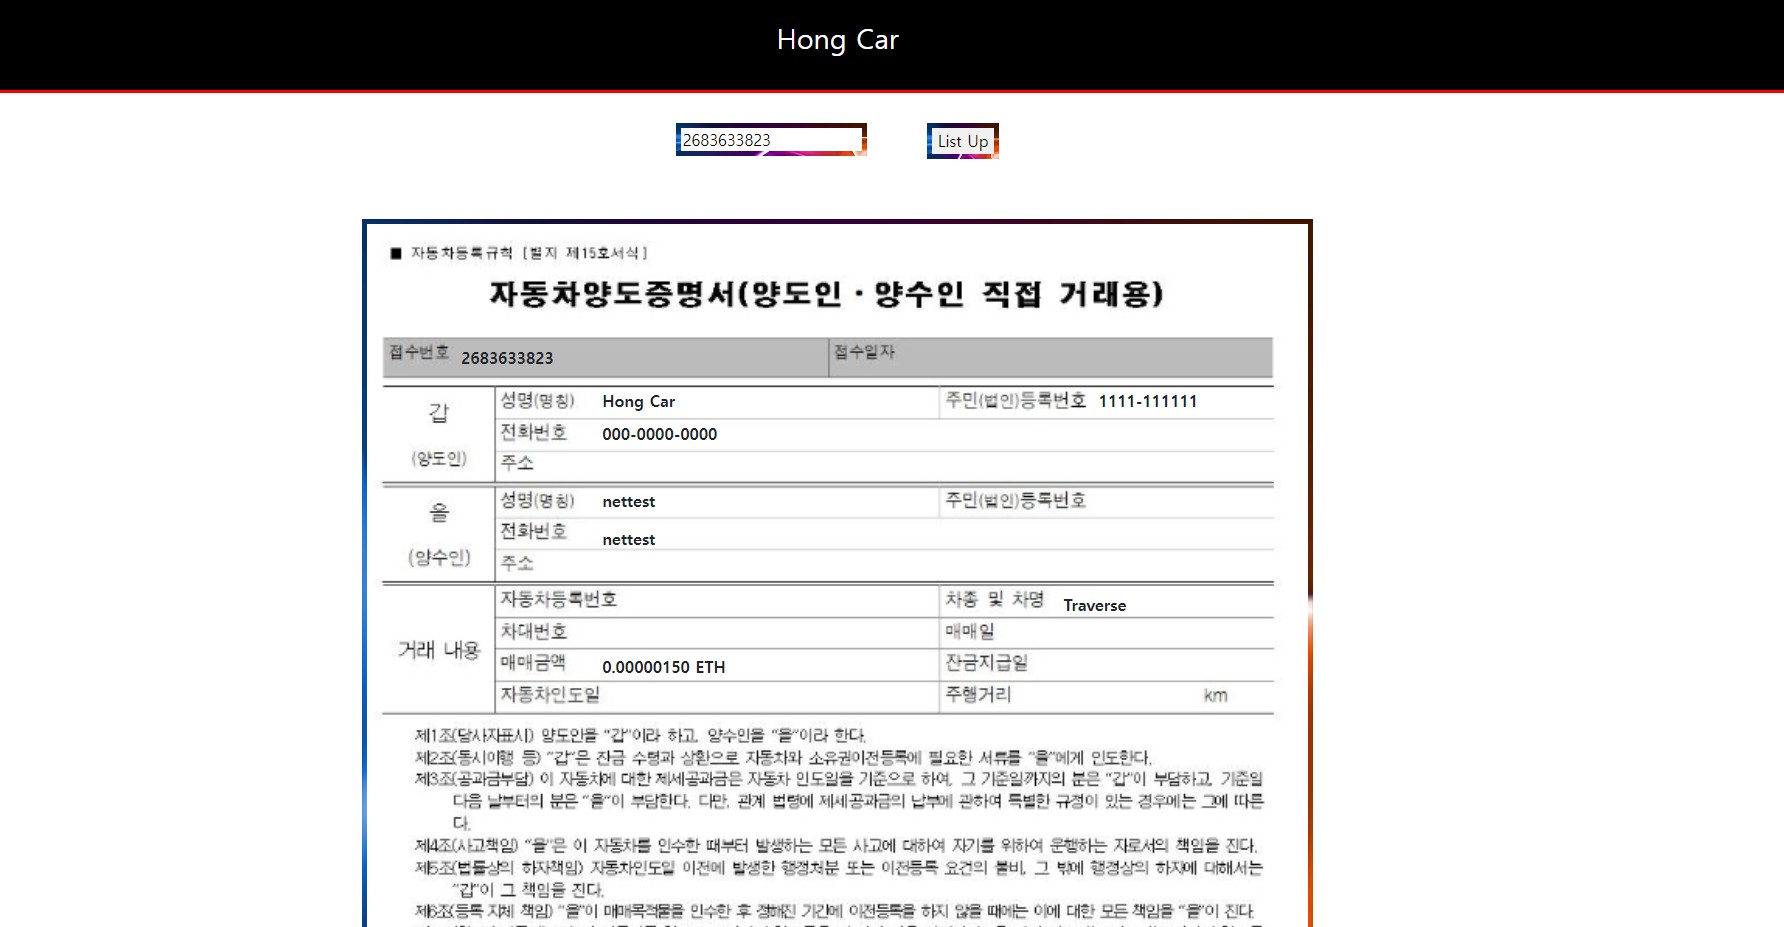 Hong Car
2683633823
List Up
■ 자동차등록규칙 [별지 제15호서식]
자동차양도증명서(양도인ㆍ양수인 직접 거래용)
접수번호 2683633823 접수일자
갑
(양도인)
성명(명칭) Hong Car 주민(법인)등록번호 1111-111111
전화번호 000-0000-0000
주소
을
(양수인)
성명(명칭) nettest 주민(법인)등록번호
전화번호 nettest
주소
거래 내용
자동차등록번호 차종 및 차명 Traverse
차대번호 매매일
매매금액 0.00000150 ETH 잔금지급일
자동차인도일 주행거리 km
제1조(당사자표시) 양도인을 “갑”이라 하고, 양수인을 “을”이라 한다.
제2조(동시이행 등) “갑”은 잔금 수령과 상환으로 자동차와 소유권이전등록에 필요한 서류를 “을”에게 인도한다.
제3조(공과금부담) 이 자동차에 대한 제세공과금은 자동차 인도일을 기준으로 하여, 그 기준일까지의 분은 “갑”이 부담하고, 기준일
다음 날부터의 분은 “을”이 부담한다. 다만, 관계 법령에 제세공과금의 납부에 관하여 특별한 규정이 있는 경우에는 그에 따른
다.
제4조(사고책임) “을”은 이 자동차를 인수한 때부터 발생하는 모든 사고에 대하여 자기를 위하여 운행하는 자로서의 책임을 진다.
제5조(법률상의 하자책임) 자동차인도일 이전에 발생한 행정처분 또는 이전등록 요건의 불비, 그 밖에 행정상의 하자에 대해서는
“갑”이 그 책임을 진다.
제6조(등록 지체 책임) “을”이 매매목적물을 인수한 후 정해진 기간에 이전등록을 하지 않을 때에는 이에 대한 모든 책임을 “을”이 진다.